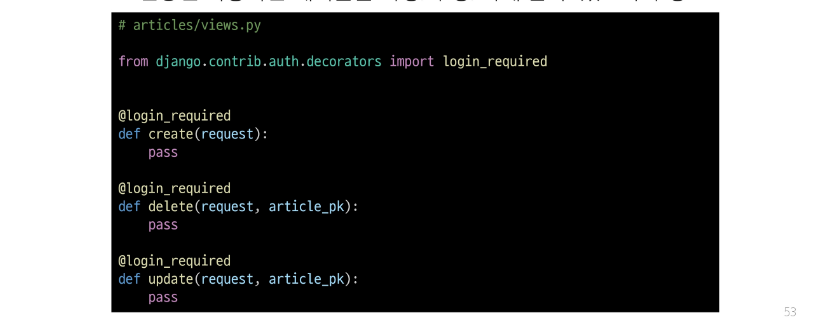 # articles/views.py
from django.contrib.auth.decorators import login_required
@login_required
def create(request):
    pass
@login_required
def delete(request, article_pk):
    pass
@login_required
def update(request, article_pk):
    pass
53